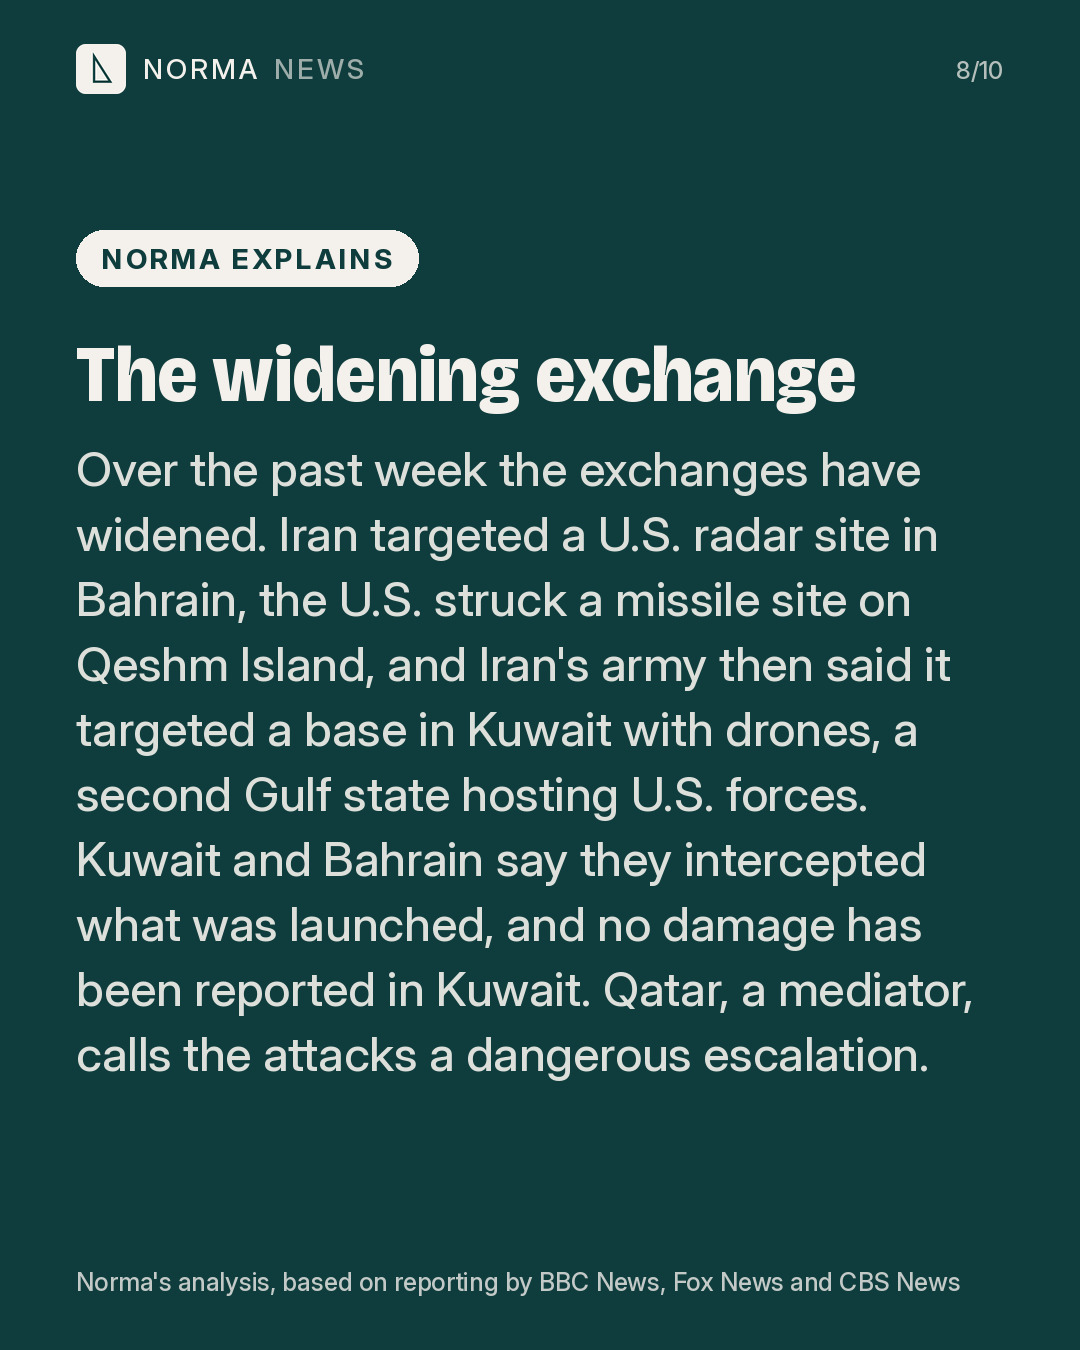 NORMA NEWS
8/10
NORMA EXPLAINS
The widening exchange
Over the past week the exchanges have
widened. Iran targeted a U.S. radar site in
Bahrain, the U.S. struck a missile site on
Qeshm Island, and Iran's army then said it
targeted a base in Kuwait with drones, a
second Gulf state hosting U.S. forces.
Kuwait and Bahrain say they intercepted
what was launched, and no damage has
been reported in Kuwait. Qatar, a mediator,
calls the attacks a dangerous escalation.
Norma's analysis, based on reporting by BBC News, Fox News and CBS News